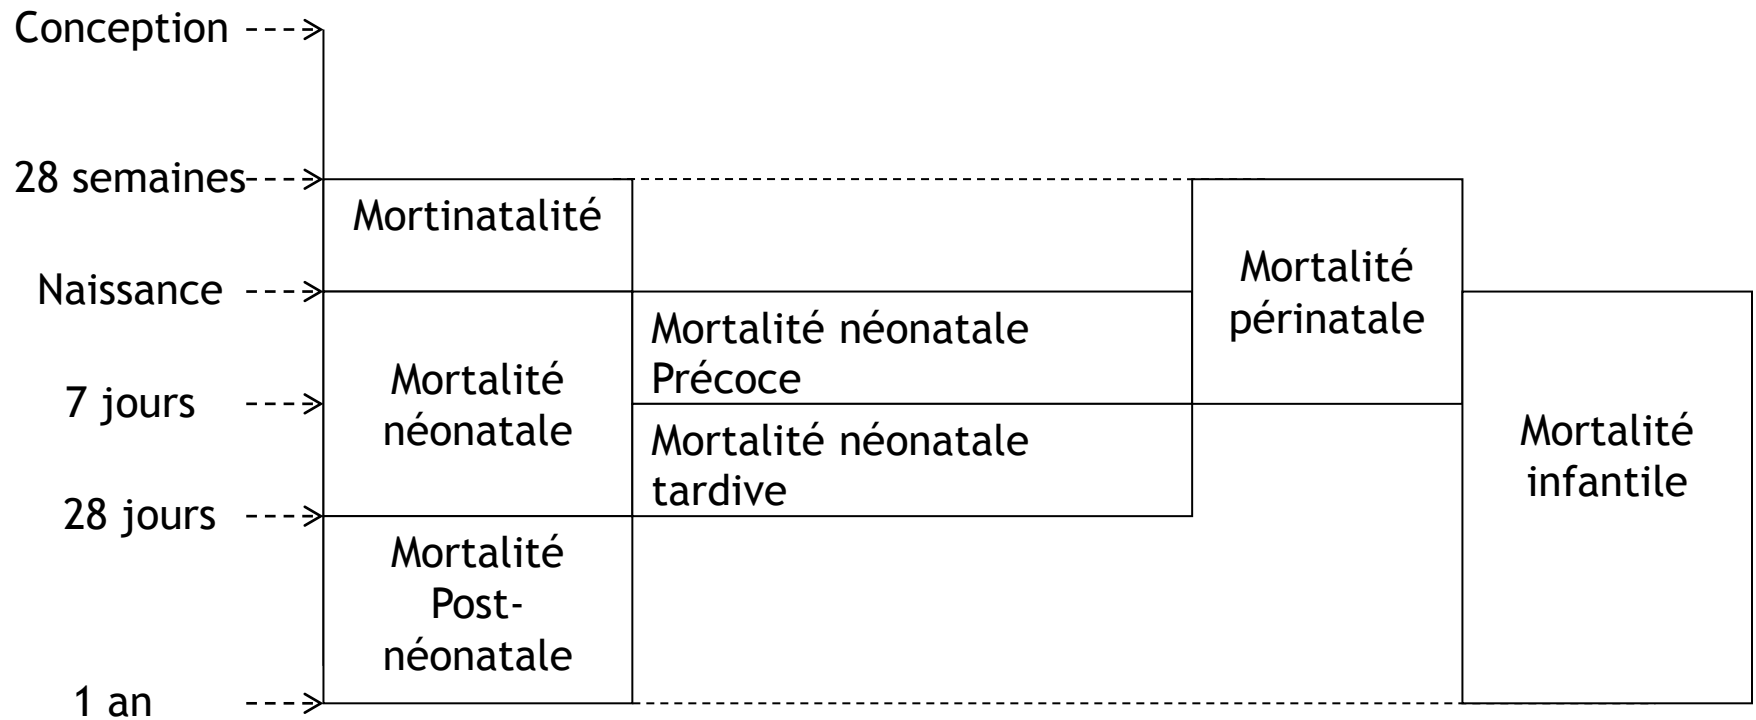 Conception
28 semaines
Mortinatalité
Naissance
Mortalité
périnatale
Mortalité néonatale
Précoce
7 jours
Mortalité
néonatale
Mortalité néonatale
tardive
Mortalité
infantile
28 jours
Mortalité
Post-
néonatale
1 an